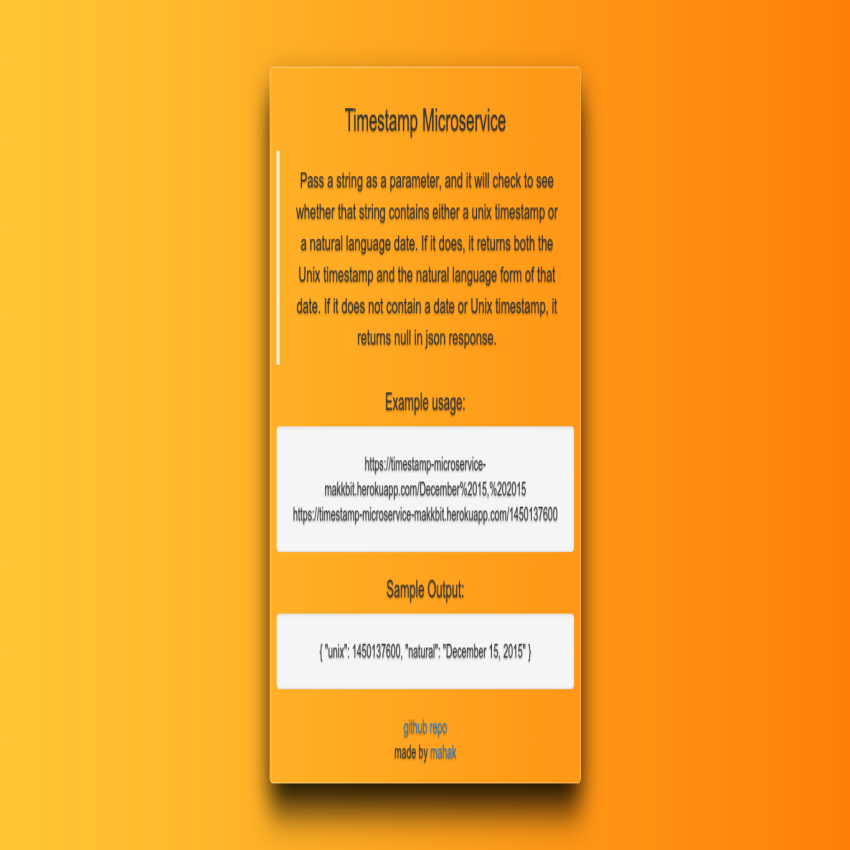 Timestamp Microservice
Pass a string as a parameter, and it will check to see
whether that string contains either a unix timestamp or
a natural language date. If it does, it returns both the
Unix timestamp and the natural language form of that
date. If it does not contain a date or Unix timestamp, it
returns null in json response.
Example usage:
https://timestamp-microservice-
makkbit.herokuapp.com/December%2015,%202015
https://timestamp-microservice-makkbit.herokuapp.com/1450137600
Sample Output:
{ "unix": 1450137600, "natural": "December 15, 2015" }
github repo
made by mahak